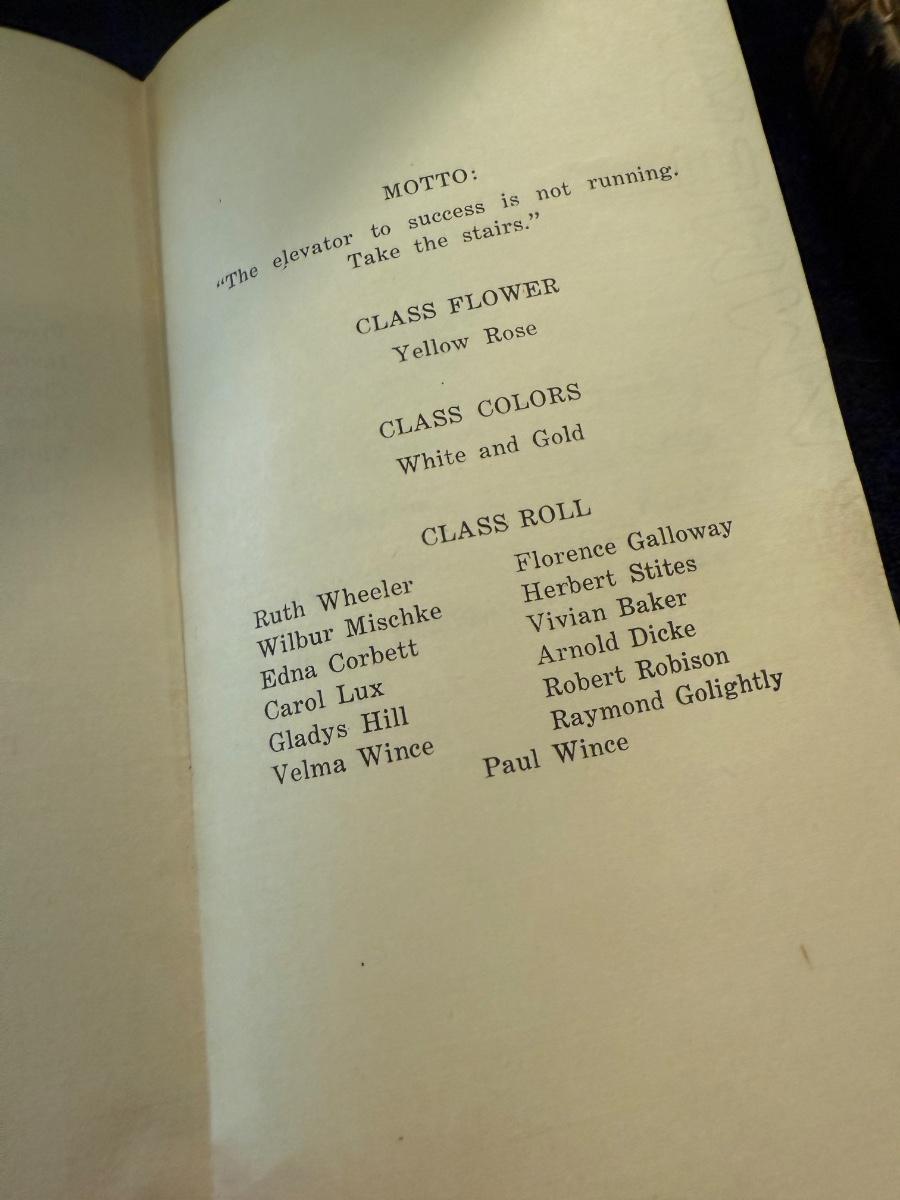 MOTTO:
“The elevator to success is not running.
Take the stairs.”
CLASS FLOWER
Yellow Rose
CLASS COLORS
White and Gold
CLASS ROLL
Ruth Wheeler
Wilbur Mischke
Edna Corbett
Carol Lux
Gladys Hill
Velma Wince
Florence Galloway
Herbert Stites
Vivian Baker
Arnold Dicke
Robert Robison
Raymond Golightly
Paul Wince